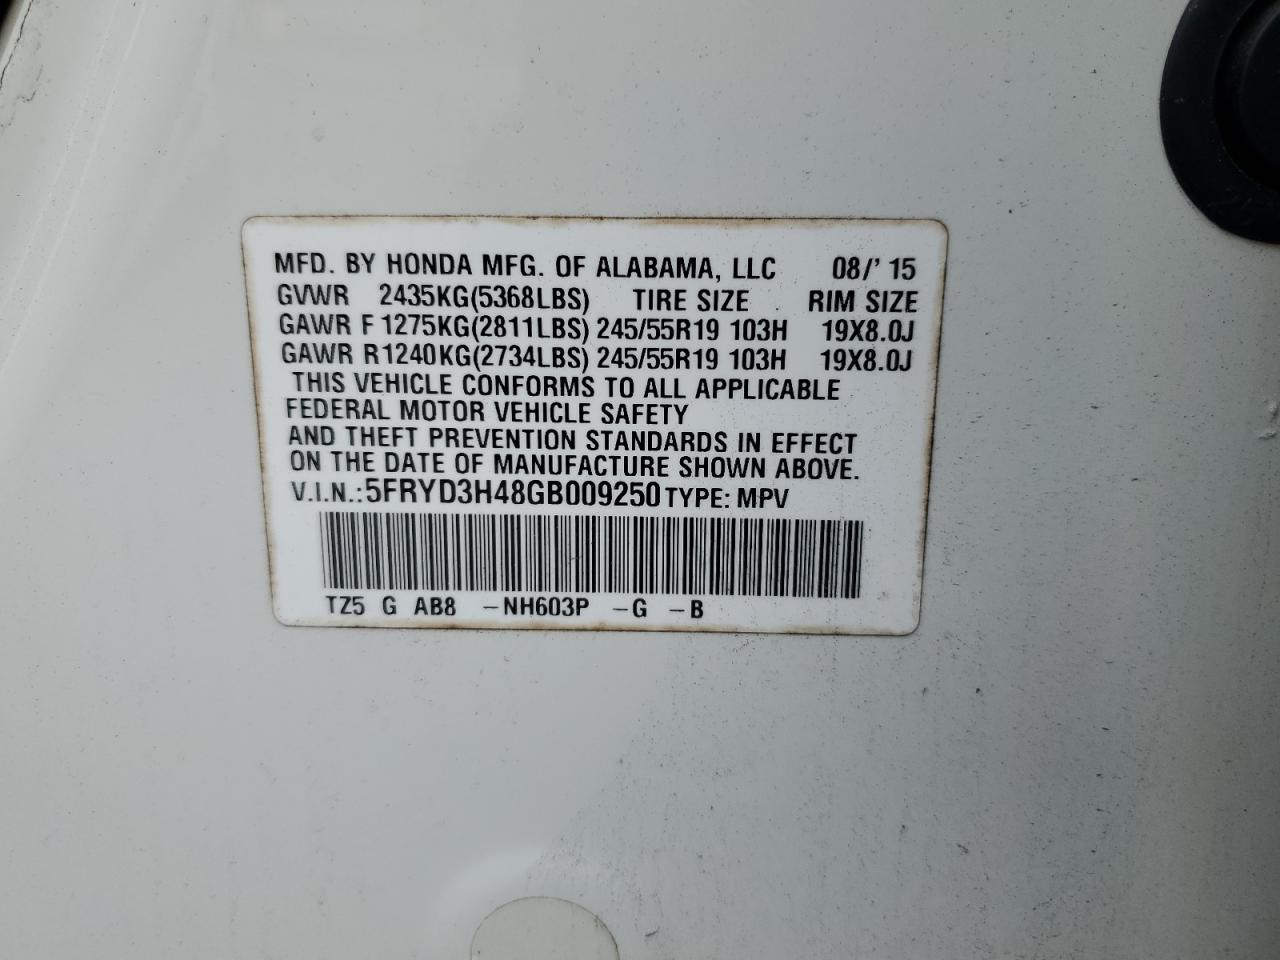 MFD. BY HONDA MFG. OF ALABAMA, LLC 08/' 15
GVWR 2435KG(5368LBS) TIRE SIZE RIM SIZE
GAWR F 1275KG(2811LBS) 245/55R19 103H 19X8.0J
GAWR R1240KG(2734LBS) 245/55R19 103H 19X8.0J
THIS VEHICLE CONFORMS TO ALL APPLICABLE
FEDERAL MOTOR VEHICLE SAFETY
AND THEFT PREVENTION STANDARDS IN EFFECT
ON THE DATE OF MANUFACTURE SHOWN ABOVE.
V.I.N.:5FRYD3H48GB009250 TYPE: MPV
TZ5 G AB8 -NH603P -G -B